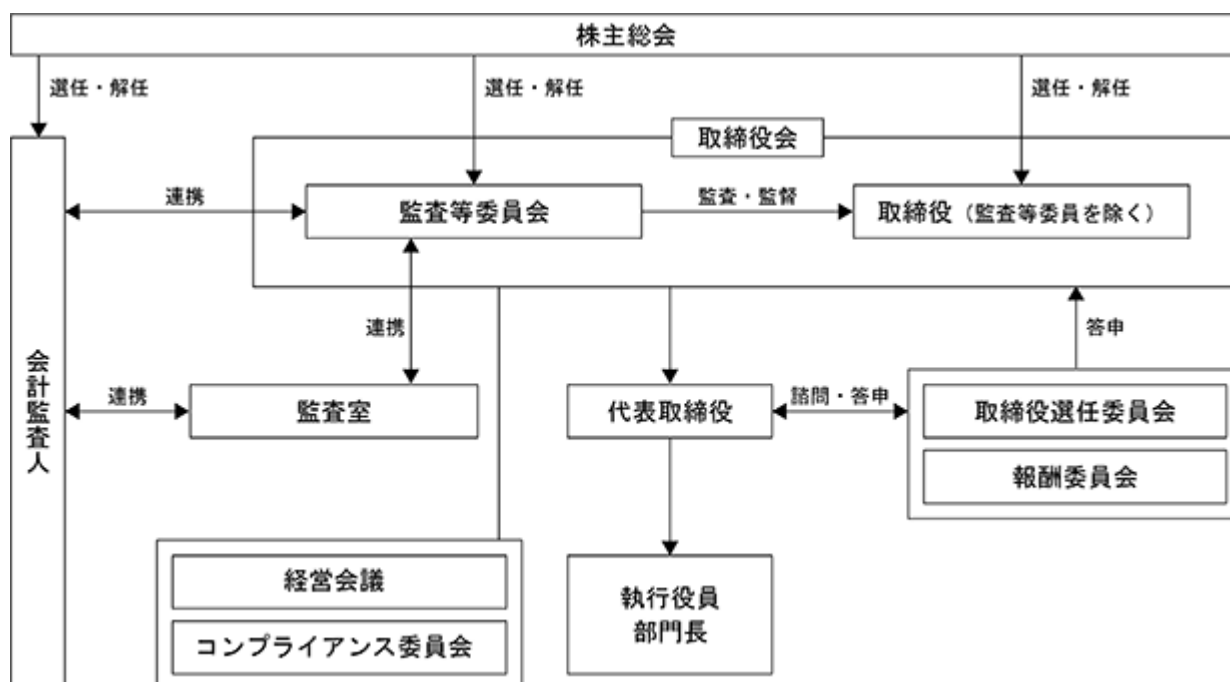 株主総会
選任・解任
選任・解任
選任・解任
取締役会
連携
監査等委員会
監査・監督
取締役（監査等委員を除く）
連携
答申
会計監査人
連携
監査室
代表取締役
諮問・答申
取締役選任委員会
報酬委員会
経営会議
コンプライアンス委員会
執行役員
部門長